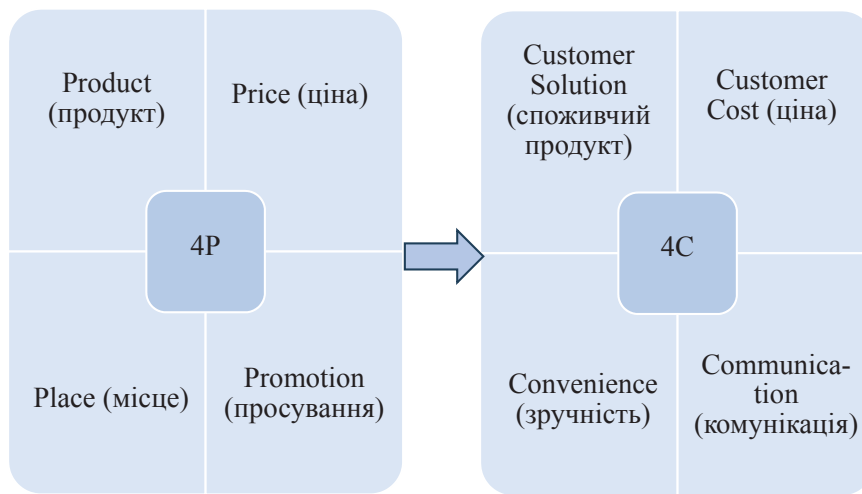 Product
(продукт)
Price (ціна)
4P
Place (місце)
Promotion
(просування)
Customer
Solution
(споживчий
продукт)
Customer
Cost (ціна)
4C
Convenience
(зручність)
Communica-
tion
(комунікація)